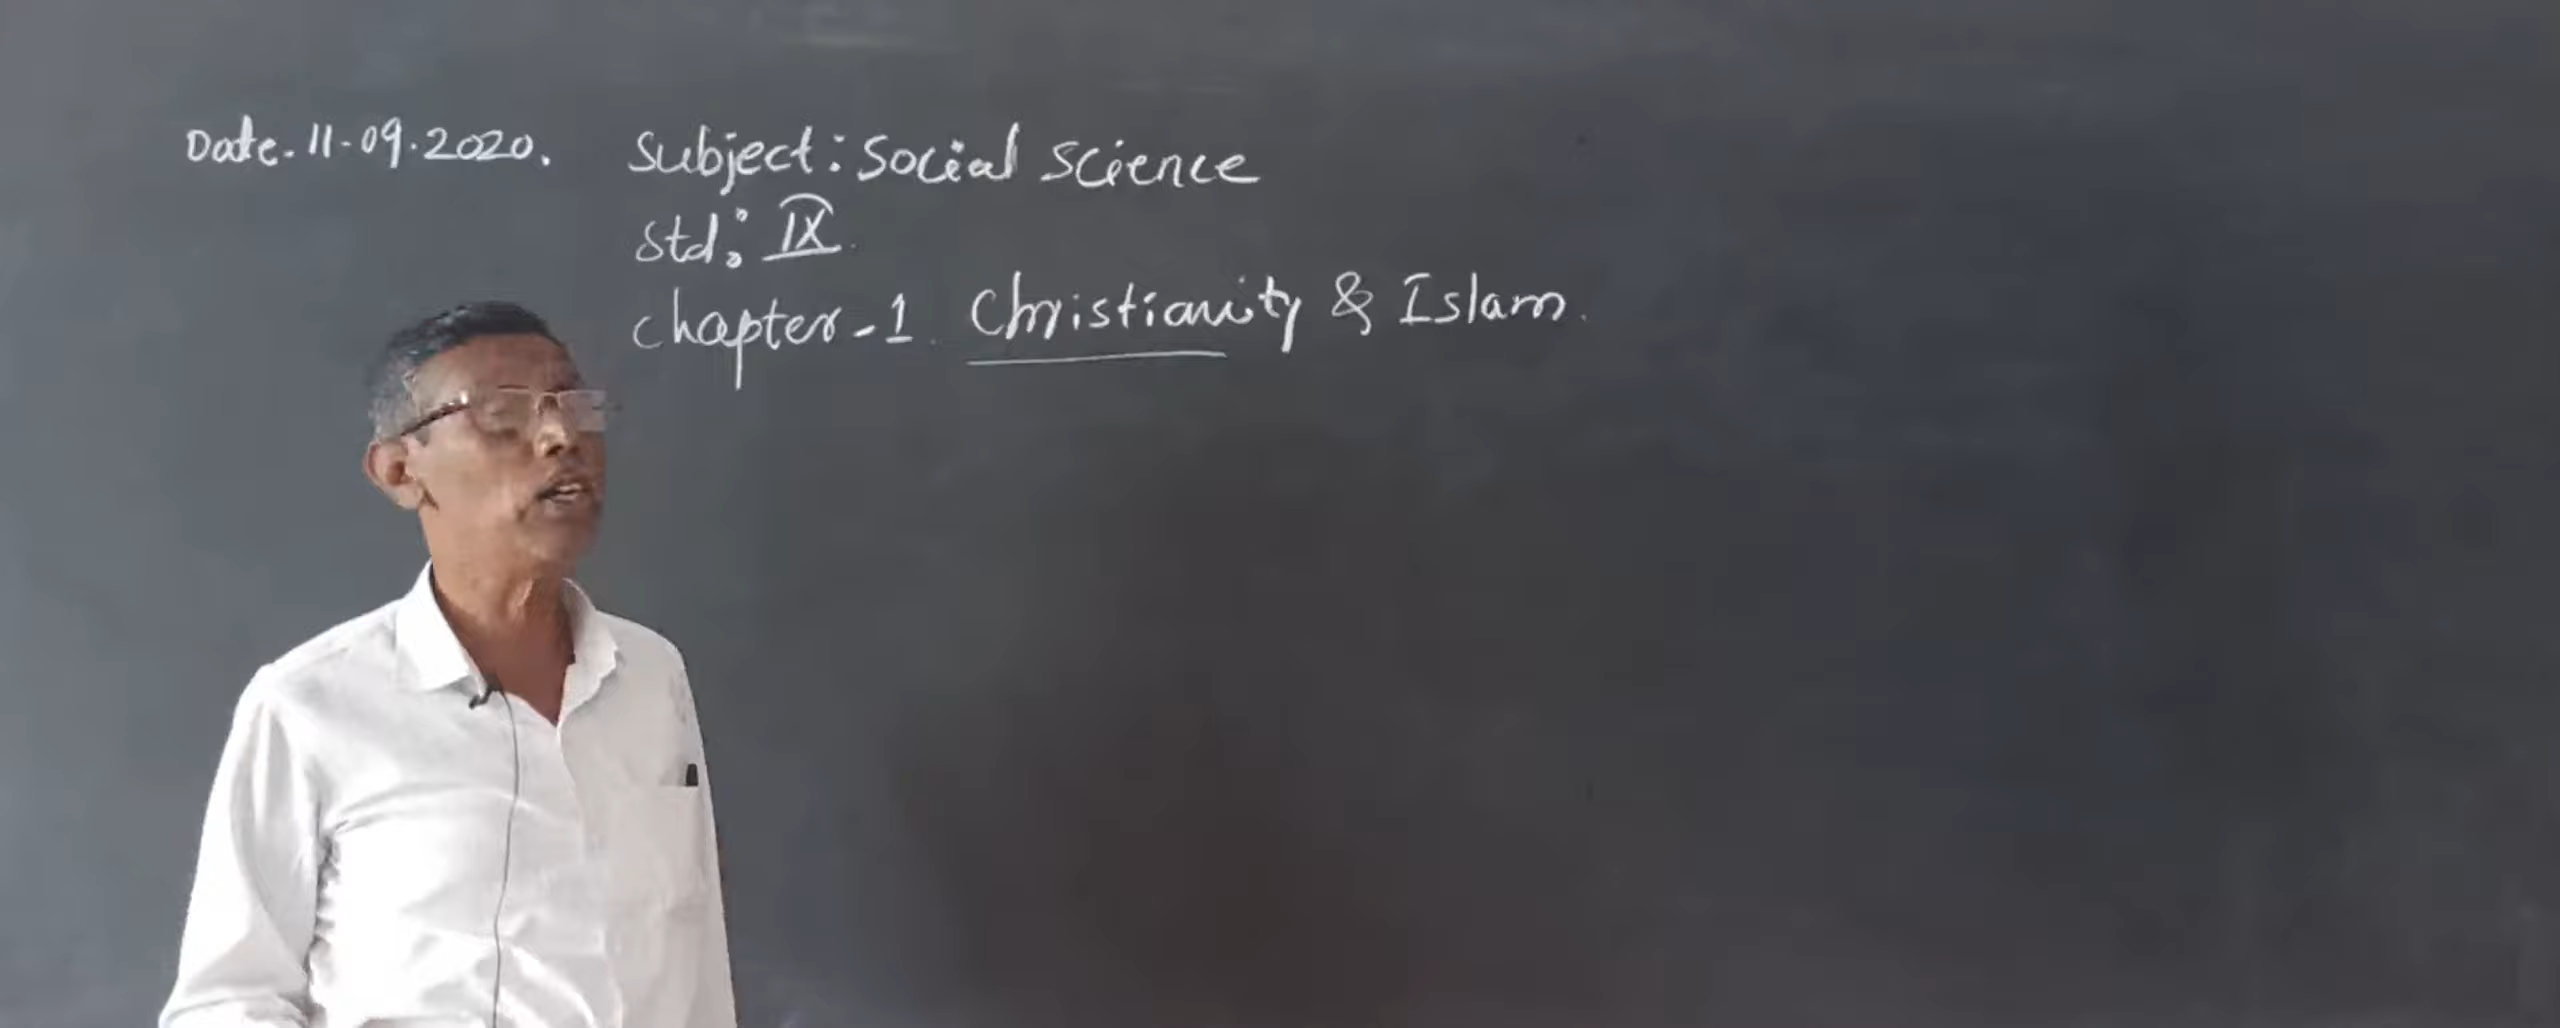 Date. 11-09.2020.
Subject: Social Science
Std: IX
Chapter-1. Christianity & Islam.